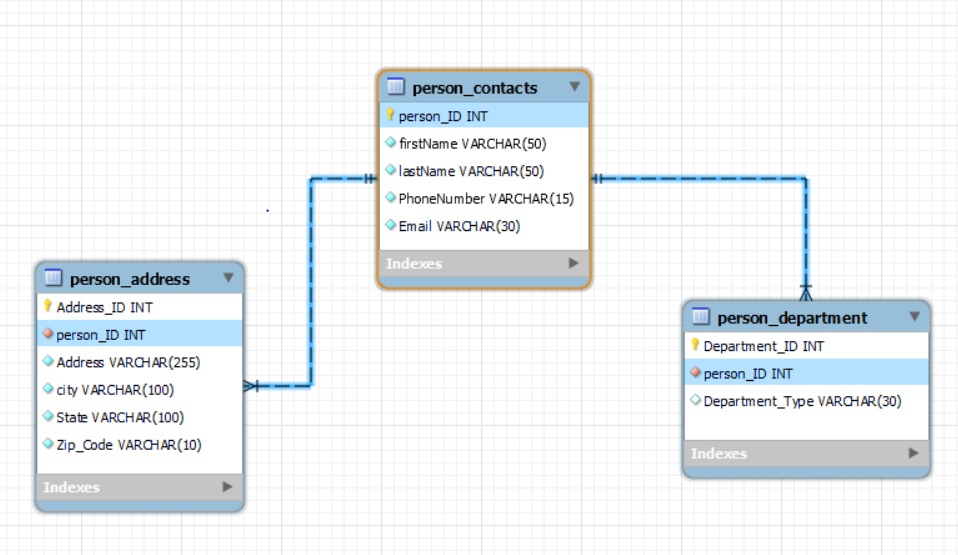 person_contacts
person_ID INT
firstName VARCHAR(50)
lastName VARCHAR(50)
PhoneNumber VARCHAR(15)
Email VARCHAR(30)
Indexes
person_address
Address_ID INT
person_ID INT
Address VARCHAR(255)
city VARCHAR(100)
State VARCHAR(100)
Zip_Code VARCHAR(10)
Indexes
person_department
Department_ID INT
person_ID INT
Department_Type VARCHAR(30)
Indexes